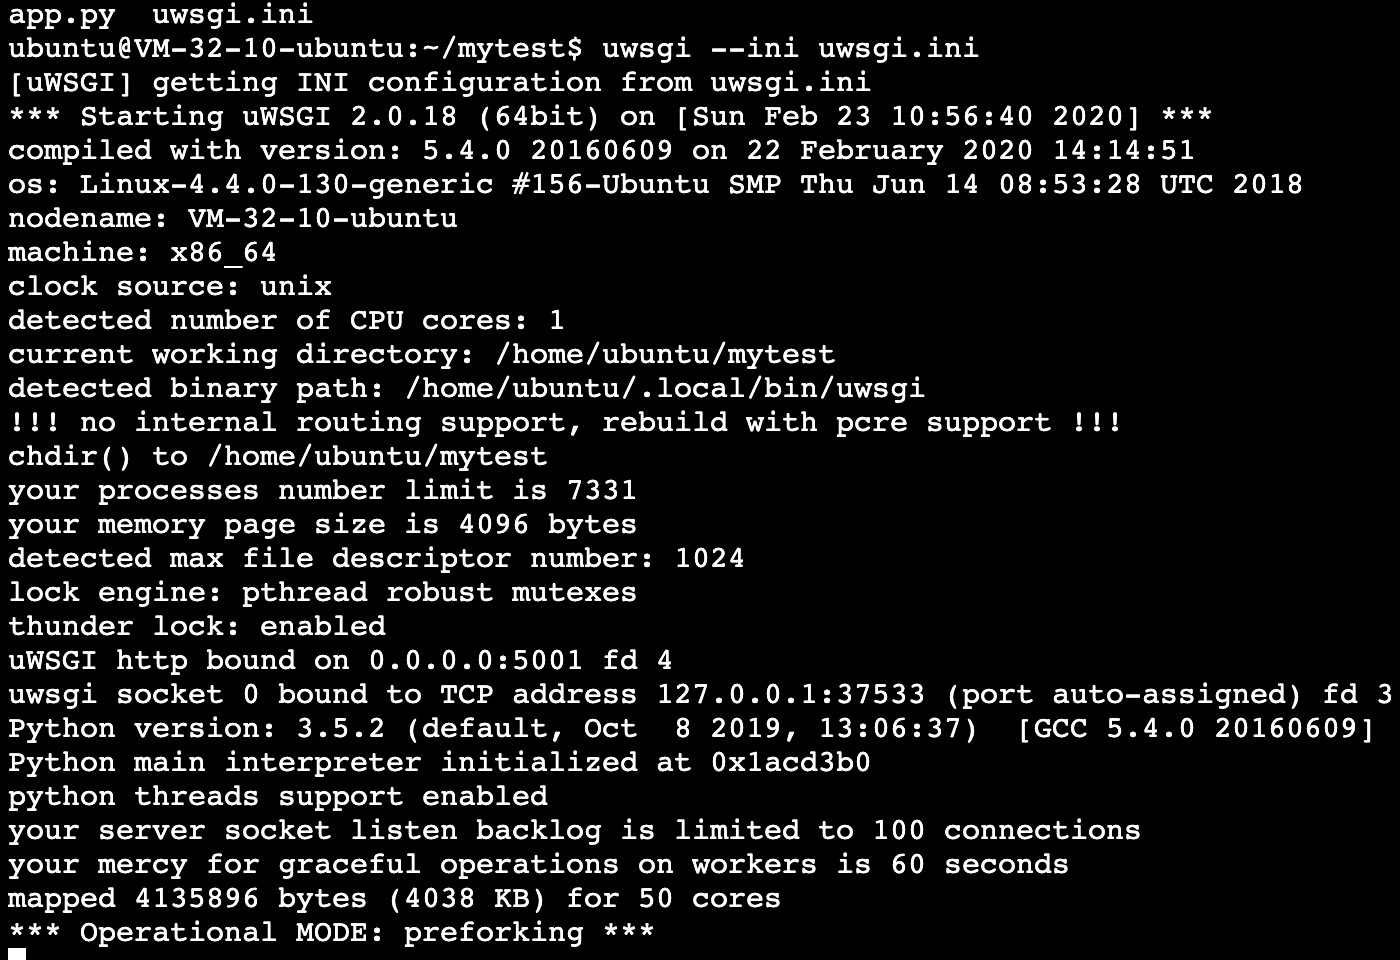 app.py  uwsgi.ini
ubuntu@VM-32-10-ubuntu:~/mytest$ uwsgi --ini uwsgi.ini
[uWSGI] getting INI configuration from uwsgi.ini
*** Starting uWSGI 2.0.18 (64bit) on [Sun Feb 23 10:56:40 2020] ***
compiled with version: 5.4.0 20160609 on 22 February 2020 14:14:51
os: Linux-4.4.0-130-generic #156-Ubuntu SMP Thu Jun 14 08:53:28 UTC 2018
nodename: VM-32-10-ubuntu
machine: x86_64
clock source: unix
detected number of CPU cores: 1
current working directory: /home/ubuntu/mytest
detected binary path: /home/ubuntu/.local/bin/uwsgi
!!! no internal routing support, rebuild with pcre support !!!
chdir() to /home/ubuntu/mytest
your processes number limit is 7331
your memory page size is 4096 bytes
detected max file descriptor number: 1024
lock engine: pthread robust mutexes
thunder lock: enabled
uWSGI http bound on 0.0.0.0:5001 fd 4
uwsgi socket 0 bound to TCP address 127.0.0.1:37533 (port auto-assigned) fd 3
Python version: 3.5.2 (default, Oct  8 2019, 13:06:37)  [GCC 5.4.0 20160609]
Python main interpreter initialized at 0x1acd3b0
python threads support enabled
your server socket listen backlog is limited to 100 connections
your mercy for graceful operations on workers is 60 seconds
mapped 4135896 bytes (4038 KB) for 50 cores
*** Operational MODE: preforking ***